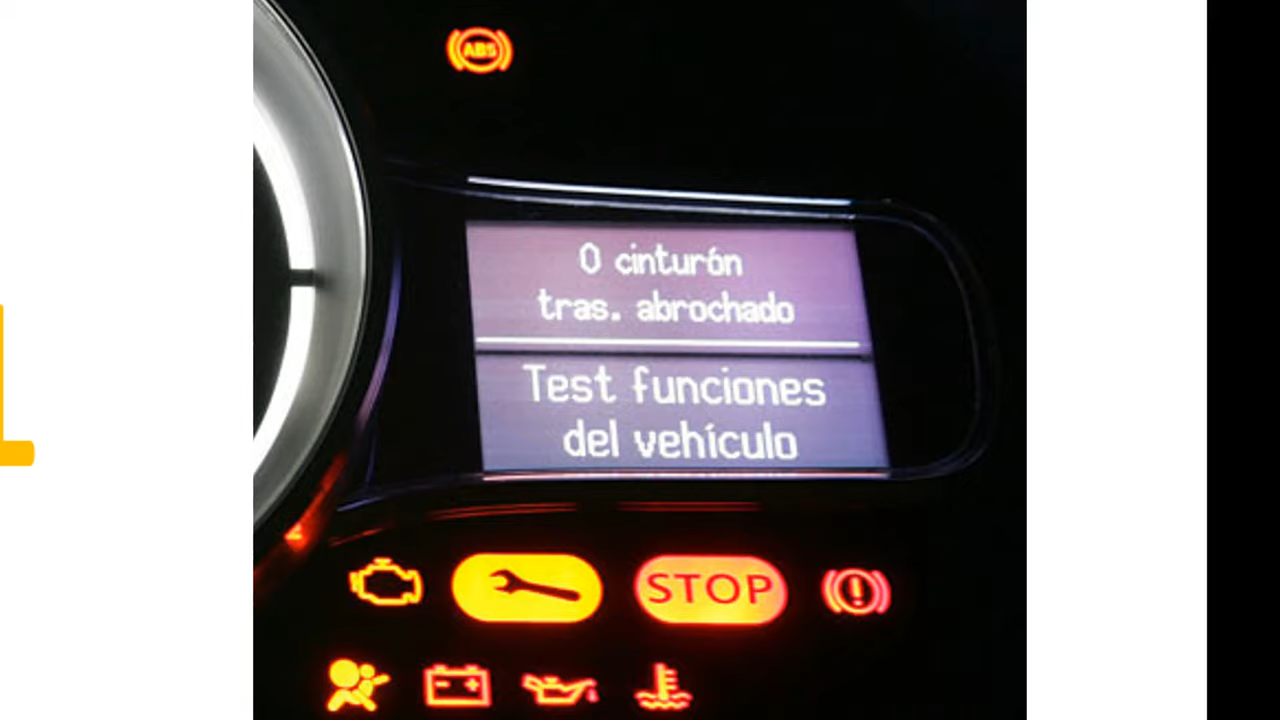 ABS
0 cinturón
tras. abrochado
Test funciones
del vehículo
STOP